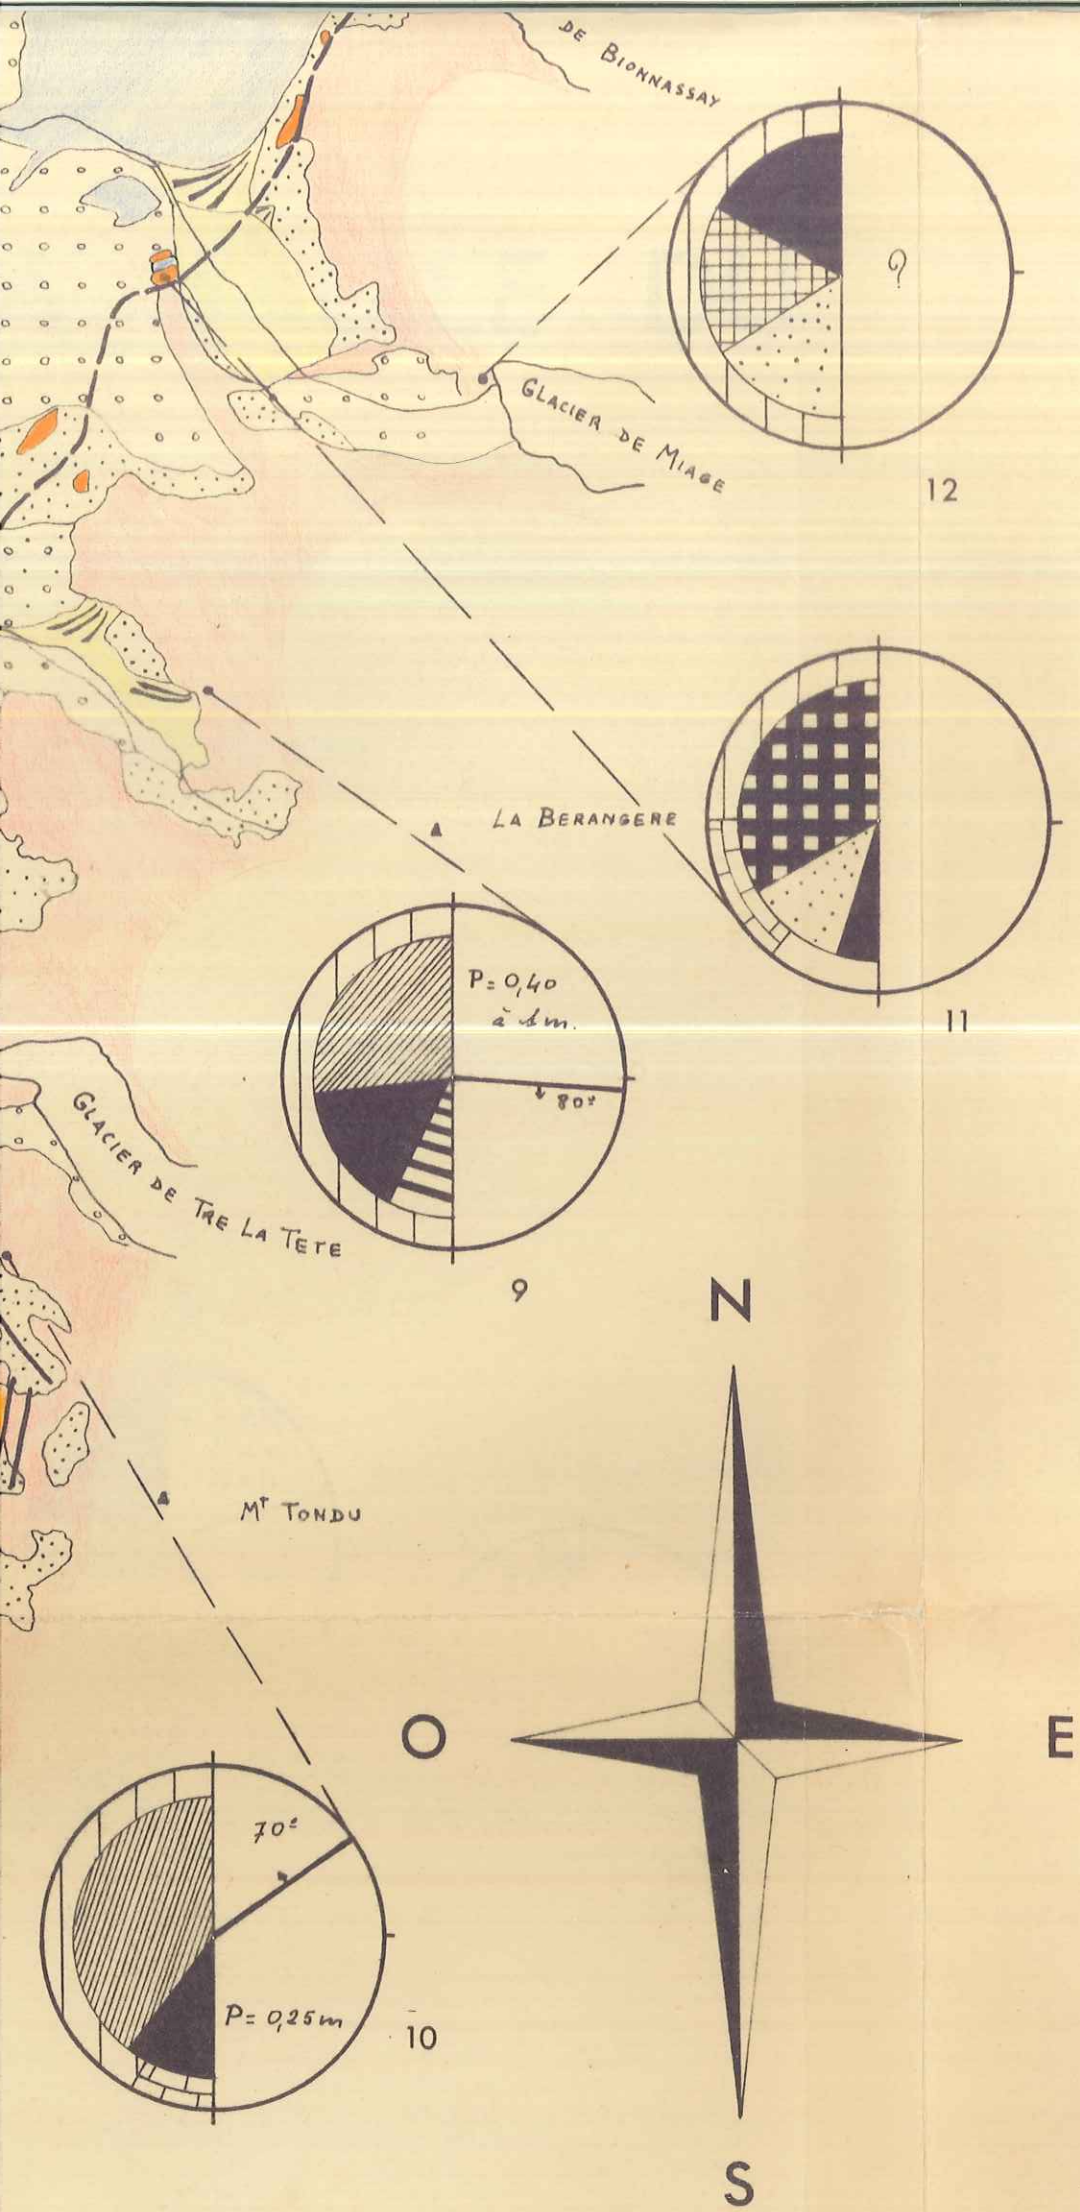 DE BIONNASSAY
?
12
GLACIER DE MIAGE
LA BERANGERE
11
P=0,40
à 1m.
80°
9
GLACIER DE TRE LA TETE
N
Mt TONDU
O
E
70°
P=0,25m
10
S